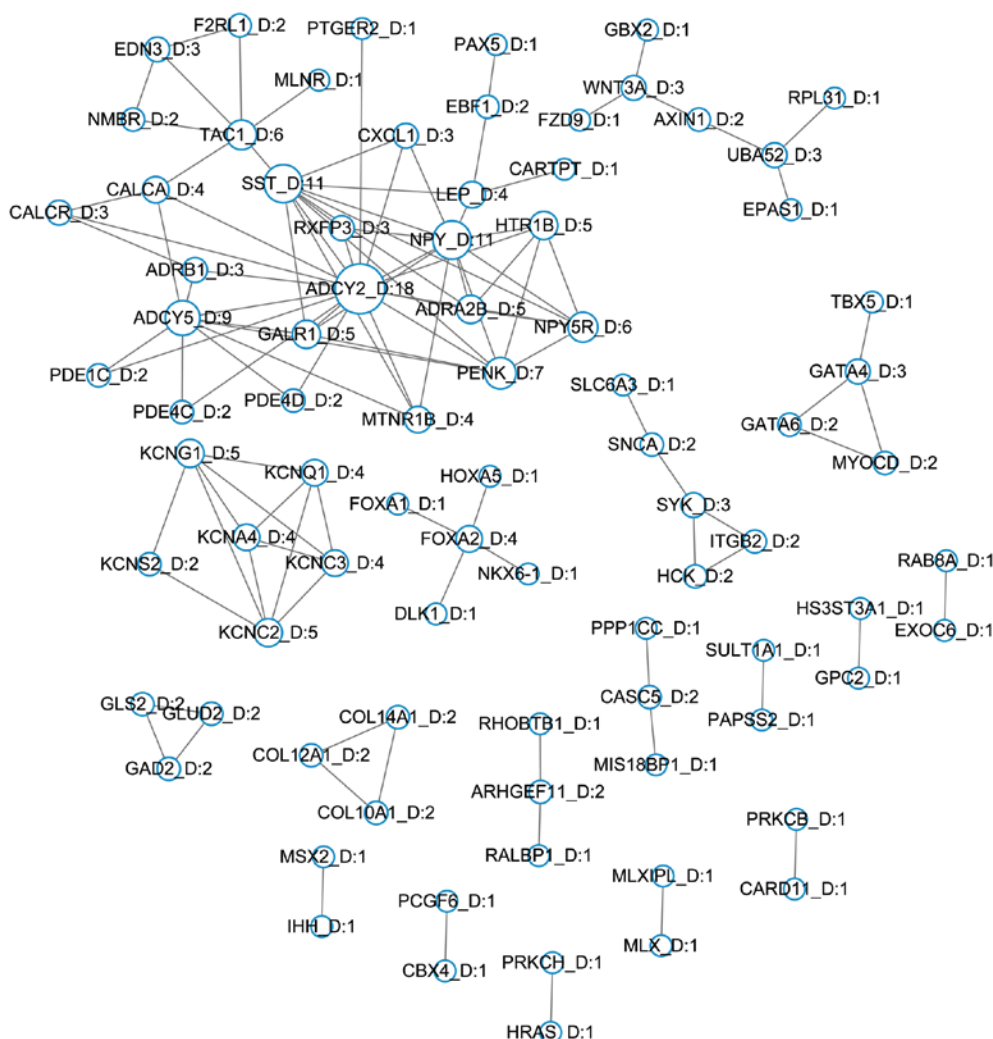 F2RL1_D:2
PTGER2_D:1
GBX2_D:1
EDN3_D:3
PAX5_D:1
MLNR_D:1
WNT3A_D:3
RPL31_D:1
NMBR_D:2
EBF1_D:2
FZD9_D:1
AXIN1_D:2
TAC1_D:6
CXCL1_D:3
UBA52_D:3
CARTPT_D:1
SST_D:11
CALCA_D:4
LEP_D:4
CALCR_D:3
EPAS1_D:1
RXFP3_D:3
HTR1B_D:5
NPY_D:11
ADRB1_D:3
ADCY2_D:18
TBX5_D:1
ADRA2B_D:5
ADCY5_D:9
NPY5R_D:6
GALR1_D:5
PDE1C_D:2
PENK_D:7
GATA4_D:3
SLC6A3_D:1
PDE4D_D:2
PDE4C_D:2
MTNR1B_D:4
GATA6_D:2
SNCA_D:2
KCNG1_D:5
MYOCD_D:2
KCNQ1_D:4
HOXA5_D:1
FOXA1_D:1
SYK_D:3
KCNA4_D:4
FOXA2_D:4
ITGB2_D:2
KCNS2_D:2
KCNC3_D:4
RAB8A_D:1
NKX6-1_D:1
HCK_D:2
HS3ST3A1_D:1
DLK1_D:1
KCNC2_D:5
PPP1CC_D:1
EXOC6_D:1
SULT1A1_D:1
GPC2_D:1
CASC5_D:2
GLS2_D:2
GLUD2_D:2
COL14A1_D:2
RHOBTB1_D:1
PAPSS2_D:1
COL12A1_D:2
GAD2_D:2
MIS18BP1_D:1
ARHGEF11_D:2
COL10A1_D:2
PRKCB_D:1
MSX2_D:1
RALBP1_D:1
MLXIPL_D:1
CARD11_D:1
PCGF6_D:1
IHH_D:1
MLX_D:1
PRKCH_D:1
CBX4_D:1
HRAS_D:1